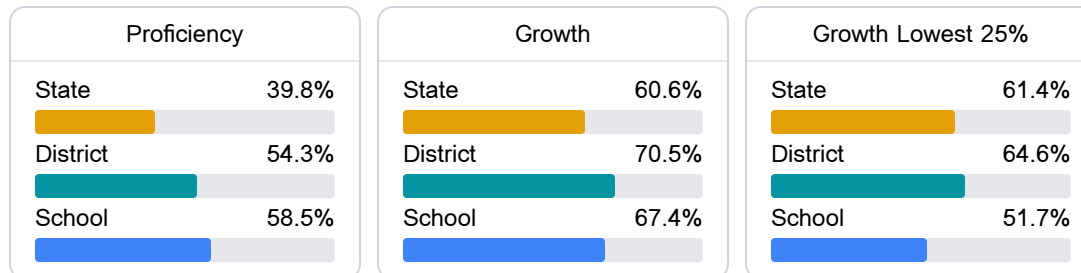 Proficiency
State 39.8%
District 54.3%
School 58.5%
Growth
State 60.6%
District 70.5%
School 67.4%
Growth Lowest 25%
State 61.4%
District 64.6%
School 51.7%